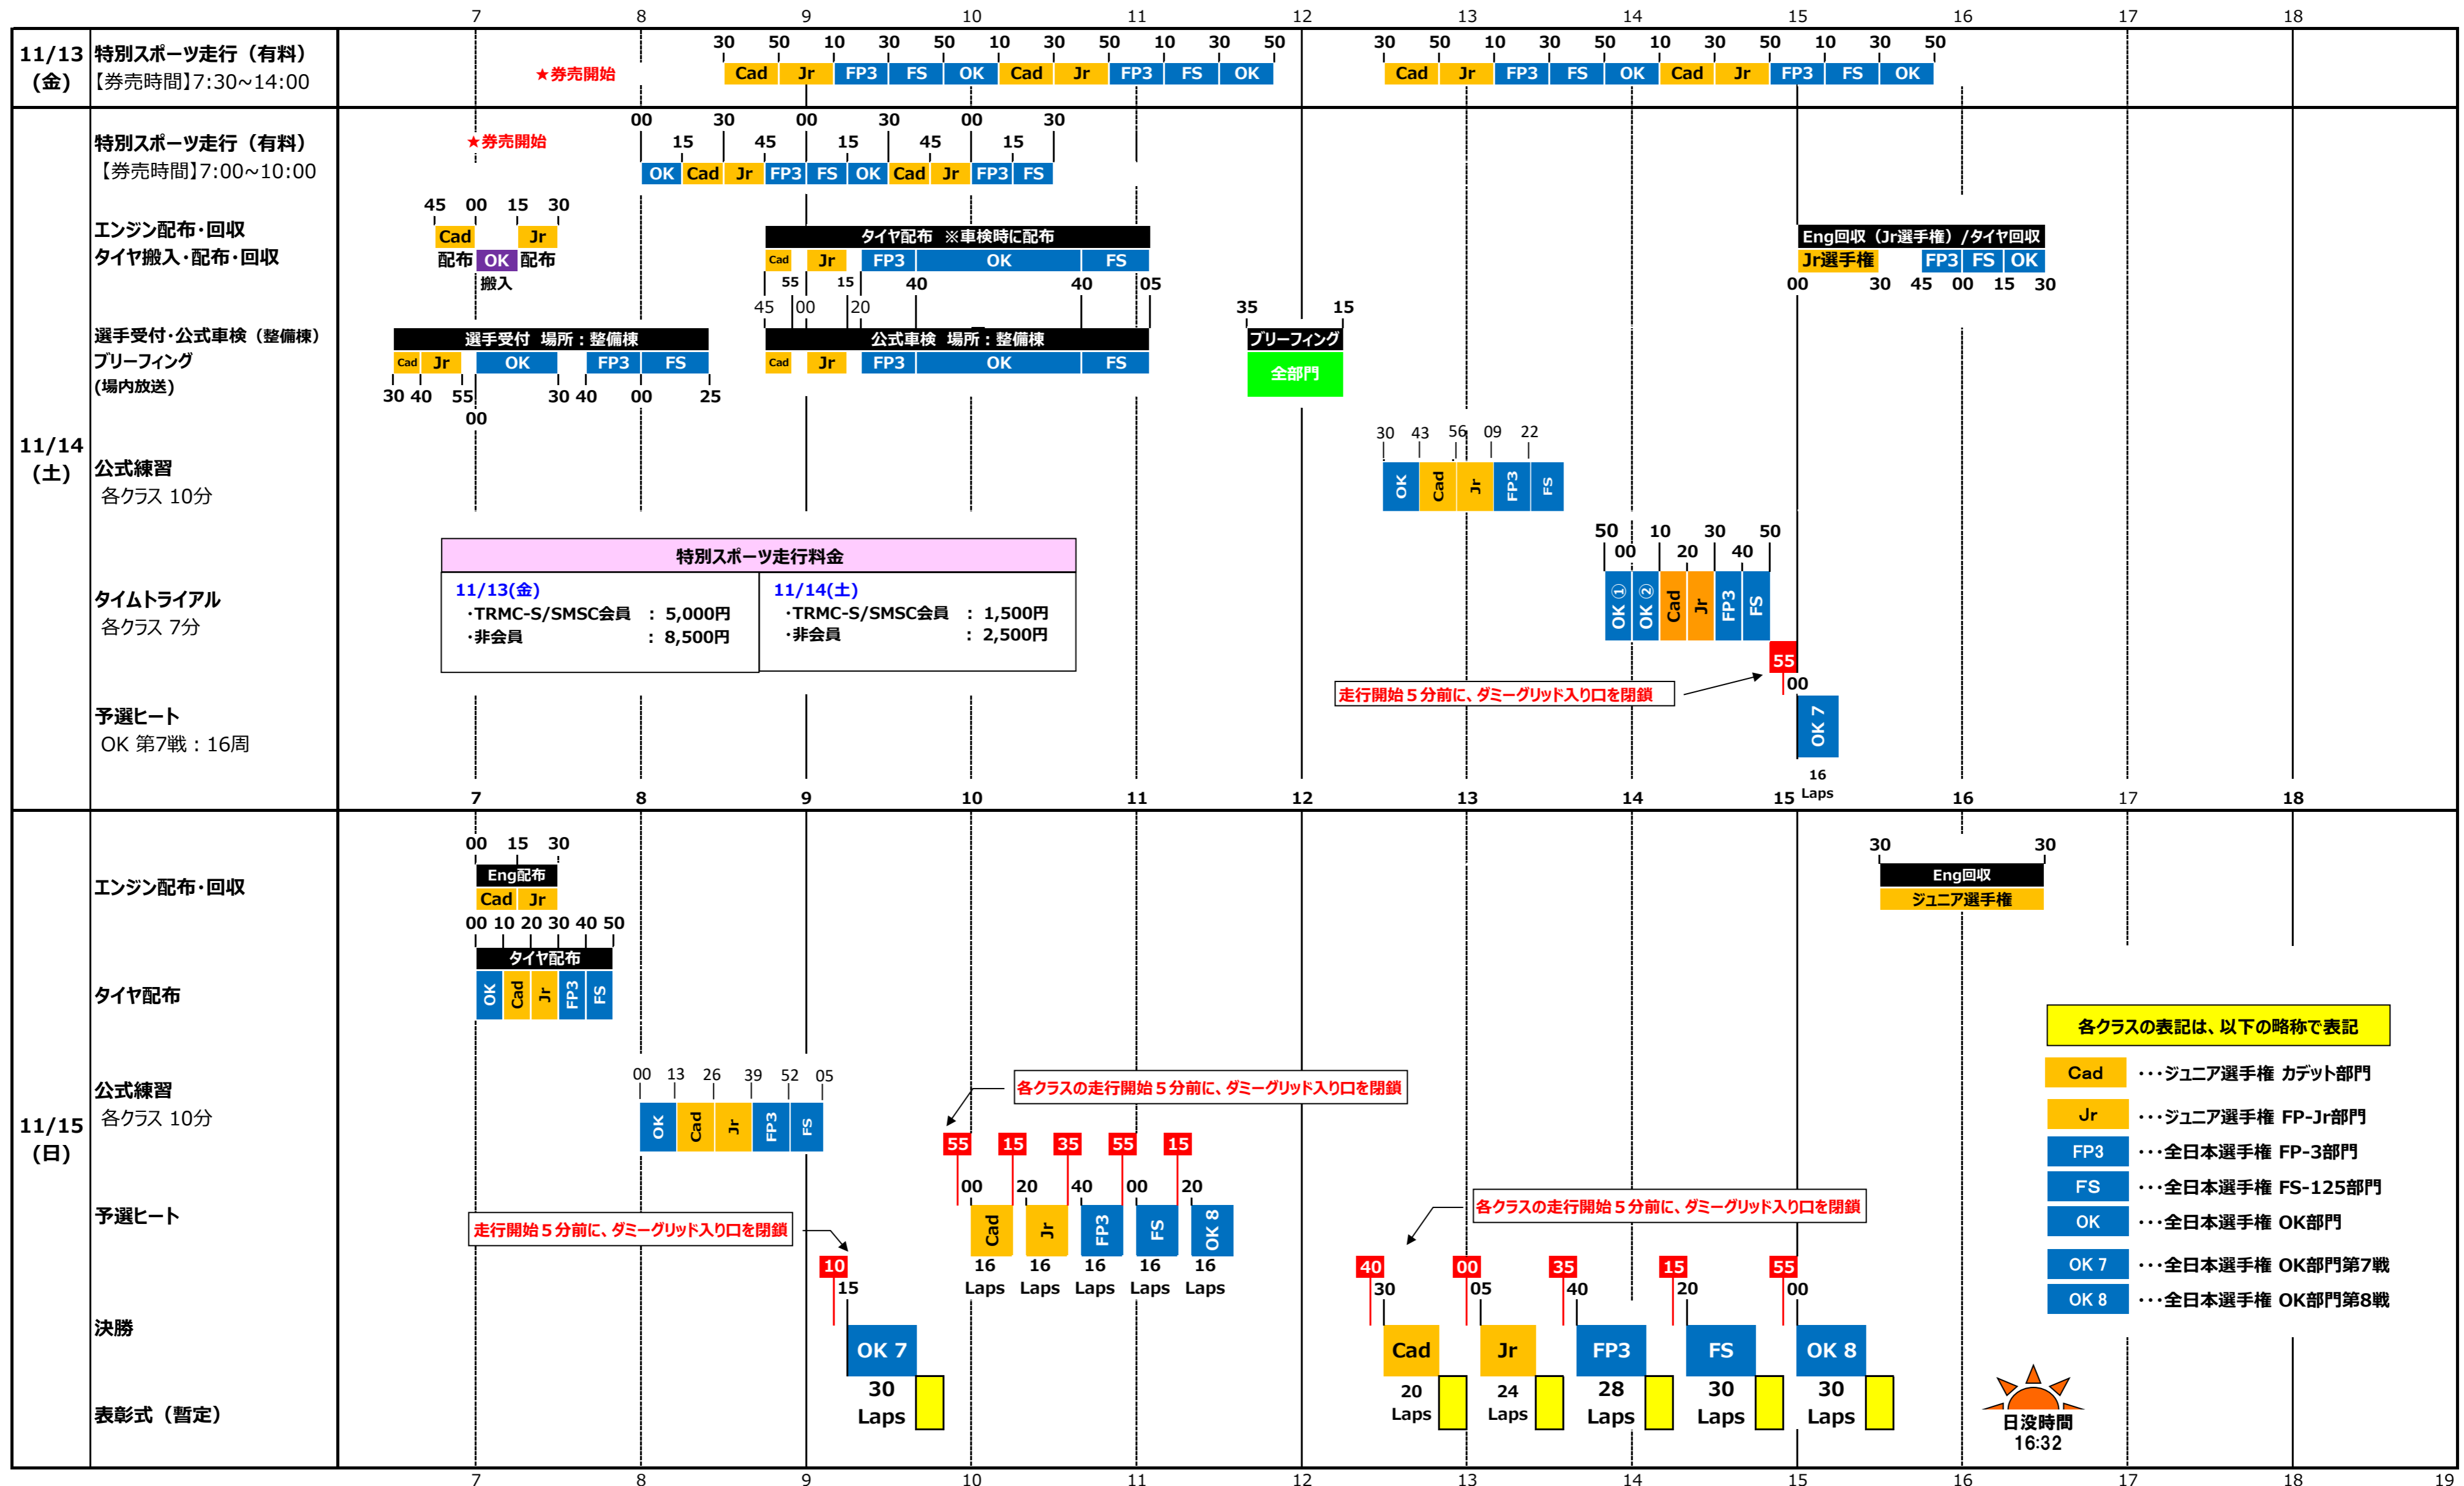 7 8 9 10 11 12 13 14 15 16 17 18
11/13
(金)
特別スポーツ走行（有料）
【券売時間】7:30~14:00
★券売開始
30 50 10 30 50 10 30 50 10 30 50
Cad Jr FP3 FS OK Cad Jr FP3 FS OK
30 50 10 30 50 10 30 50 10 30 50
Cad Jr FP3 FS OK Cad Jr FP3 FS OK
11/14
(土)
特別スポーツ走行（有料）
【券売時間】7:00~10:00
★券売開始
00 30 00 30 00 30
15 45 15 45 15
OK Cad Jr FP3 FS OK Cad Jr FP3 FS
エンジン配布・回収
タイヤ搬入・配布・回収
45 00 15 30
Cad Jr
配布 OK 配布
搬入
タイヤ配布 ※車検時に配布
Cad Jr FP3 OK FS
55 15 40 40 05
45 00 20
Eng回収（Jr選手権）/タイヤ回収
Jr選手権 FP3 FS OK
00 30 45 00 15 30
選手受付・公式車検（整備棟）
ブリーフィング
(場内放送)
選手受付 場所：整備棟
Cad Jr OK FP3 FS
30 40 55 30 40 00 25
00
公式車検 場所：整備棟
Cad Jr FP3 OK FS
35 15
ブリーフィング
全部門
公式練習
各クラス 10分
30 43 56 09 22
OK Cad Jr FP3 FS
特別スポーツ走行料金
11/13(金)
・TRMC-S/SMSC会員 ： 5,000円
・非会員 ： 8,500円
11/14(土)
・TRMC-S/SMSC会員 ： 1,500円
・非会員 ： 2,500円
タイムトライアル
各クラス 7分
50 10 30 50
00 20 40
OK ① OK ② Cad Jr FP3 FS
55
00
走行開始５分前に、ダミーグリッド入り口を閉鎖
予選ヒート
OK 第7戦：16周
OK 7
16
Laps
7 8 9 10 11 12 13 14 15 16 17 18
11/15
(日)
エンジン配布・回収
00 15 30
Eng配布
Cad Jr
30 30
Eng回収
ジュニア選手権
タイヤ配布
00 10 20 30 40 50
タイヤ配布
OK Cad Jr FP3 FS
公式練習
各クラス 10分
00 13 26 39 52 05
OK Cad Jr FP3 FS
予選ヒート
各クラスの走行開始５分前に、ダミーグリッド入り口を閉鎖
55 15 35 55 15
00 20 40 00 20
Cad Jr FP3 FS OK 8
16 16 16 16 16
Laps Laps Laps Laps Laps
決勝
走行開始５分前に、ダミーグリッド入り口を閉鎖
10
15
OK 7
30
Laps
各クラスの走行開始５分前に、ダミーグリッド入り口を閉鎖
40 00 35 15 55
30 05 40 20 00
Cad Jr FP3 FS OK 8
20 24 28 30 30
Laps Laps Laps Laps Laps
表彰式（暫定）
各クラスの表記は、以下の略称で表記
Cad ・・・ジュニア選手権 カデット部門
Jr ・・・ジュニア選手権 FP-Jr部門
FP3 ・・・全日本選手権 FP-3部門
FS ・・・全日本選手権 FS-125部門
OK ・・・全日本選手権 OK部門
OK 7 ・・・全日本選手権 OK部門第7戦
OK 8 ・・・全日本選手権 OK部門第8戦
日没時間
16:32
7 8 9 10 11 12 13 14 15 16 17 18 19